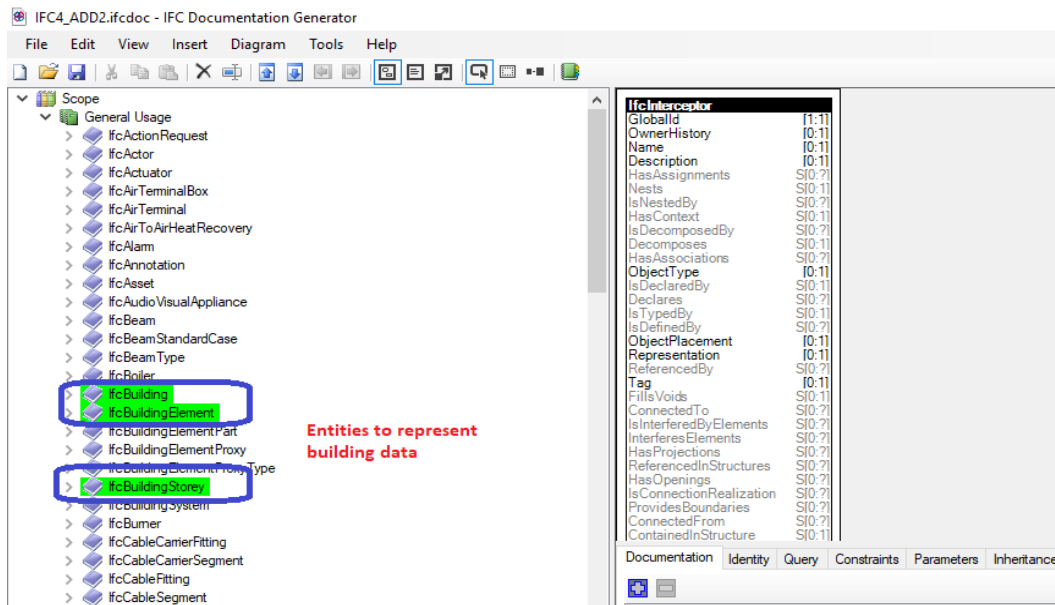 IFC4_ADD2.ifcdoc - IFC Documentation Generator
File Edit View Insert Diagram Tools Help
Scope
General Usage
IfcActionRequest
IfcActor
IfcActuator
IfcAirTerminalBox
IfcAirTerminal
IfcAirToAirHeatRecovery
IfcAlarm
IfcAnnotation
IfcAsset
IfcAudioVisualAppliance
IfcBeam
IfcBeamStandardCase
IfcBeamType
IfcBoiler
IfcBuilding
IfcBuildingElement
IfcBuildingElementPart
IfcBuildingElementProxy
IfcBuildingElementProxyType
IfcBuildingStorey
IfcBuildingSystem
IfcBurner
IfcCableCarrierFitting
IfcCableCarrierSegment
IfcCableFitting
IfcCableSegment
Entities to represent
building data
IfcInterceptor
GlobalId [1:1]
OwnerHistory [0:1]
Name [0:1]
Description [0:1]
HasAssignments S[0:?]
Nests S[0:1]
IsNestedBy S[0:?]
HasContext S[0:1]
IsDecomposedBy S[0:?]
Decomposes S[0:1]
HasAssociations S[0:?]
ObjectType [0:1]
IsDeclaredBy S[0:1]
Declares S[0:?]
IsTypedBy S[0:1]
IsDefinedBy S[0:?]
ObjectPlacement [0:1]
Representation [0:1]
ReferencedBy S[0:?]
Tag [0:1]
FillsVoids S[0:1]
ConnectedTo S[0:?]
IsInterferedByElements S[0:?]
InterferesElements S[0:?]
HasProjections S[0:?]
ReferencedInStructures S[0:?]
HasOpenings S[0:?]
IsConnectionRealization S[0:?]
ProvidesBoundaries S[0:?]
ConnectedFrom S[0:?]
ContainedInStructure S[0:1]
Documentation Identity Query Constraints Parameters Inheritance